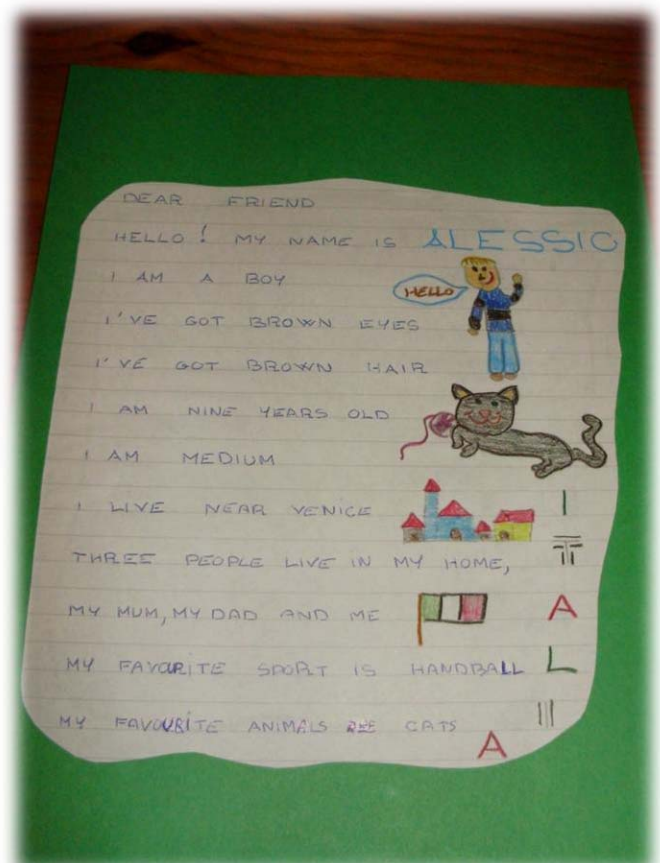 DEAR FRIEND
HELLO! MY NAME IS ALESSIO
I AM A BOY
HELLO
I'VE GOT BROWN EYES
I'VE GOT BROWN HAIR
I AM NINE YEARS OLD
I AM MEDIUM
I LIVE NEAR VENICE
THREE PEOPLE LIVE IN MY HOME,
MY MUM, MY DAD AND ME
MY FAVOURITE SPORT IS HANDBALL
MY FAVOURITE ANIMALS ARE CATS
I
T
A
L
I
A